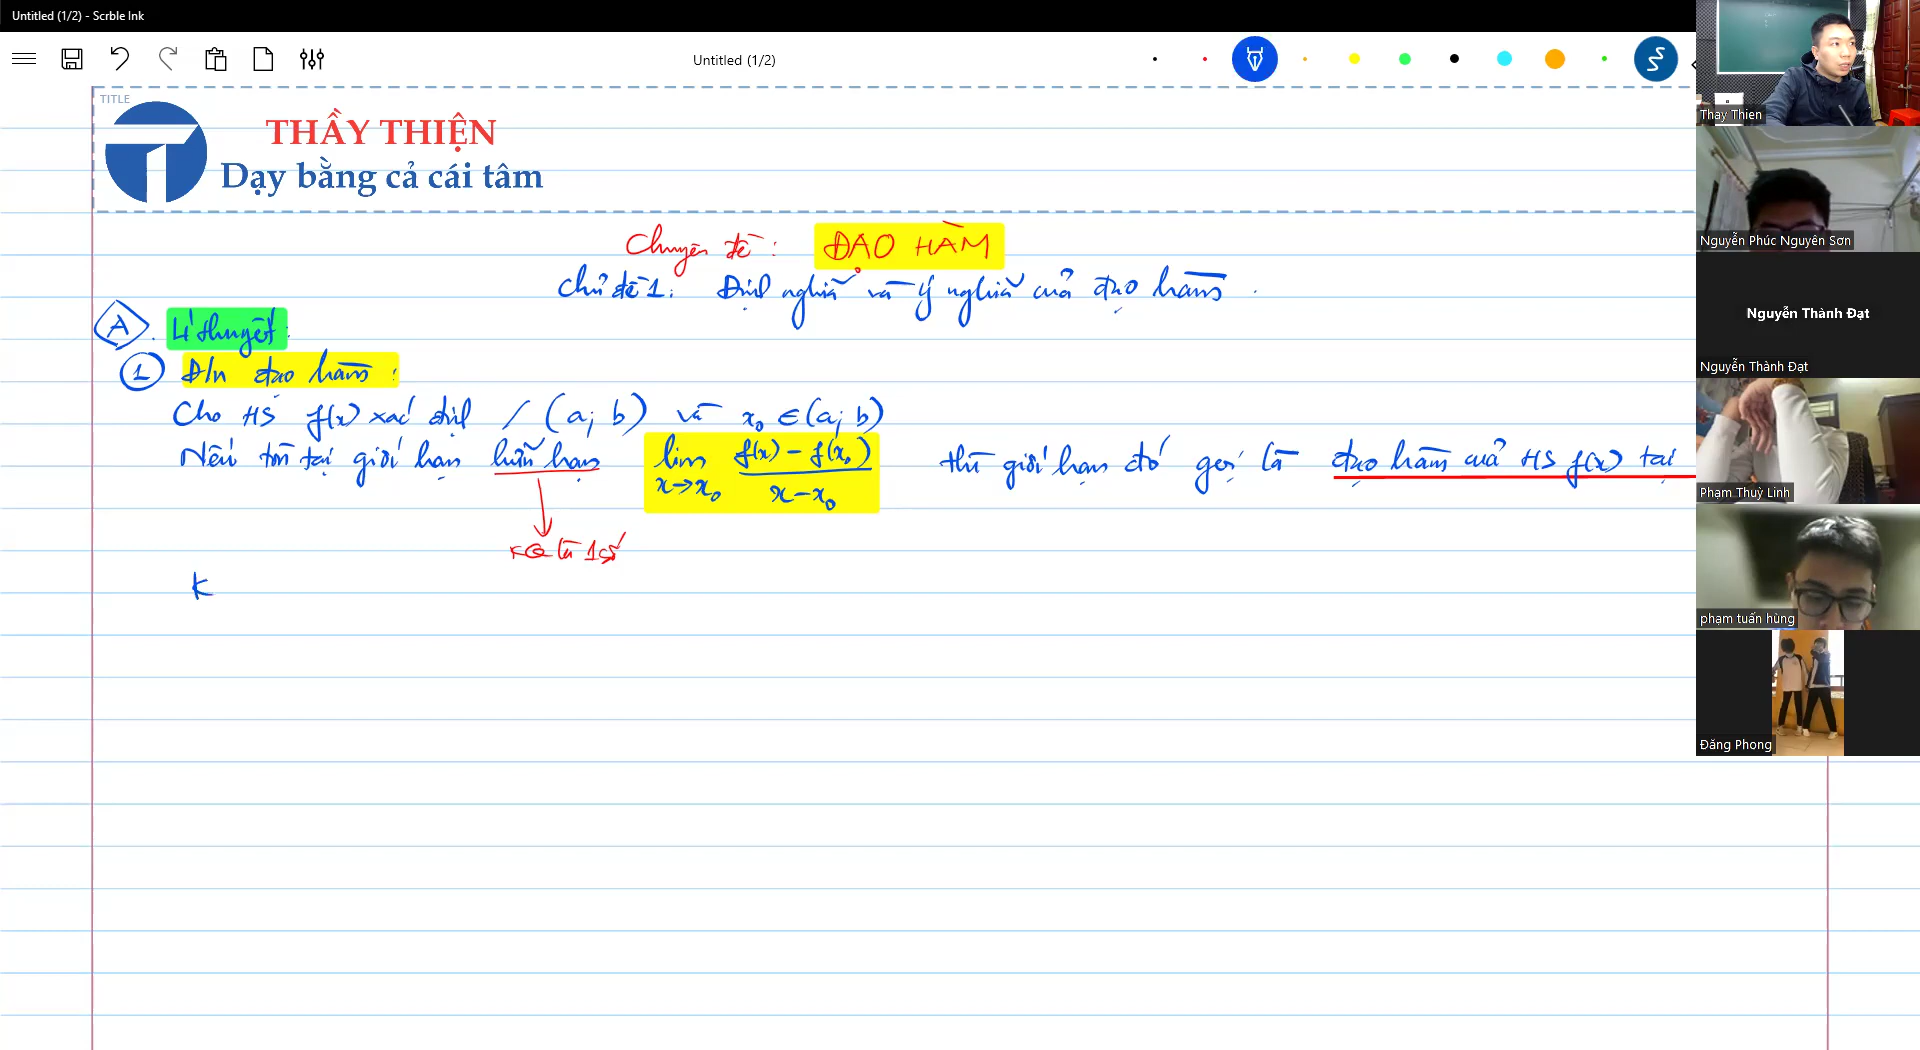 Untitled (1/2) - Scrble Ink
Untitled (1/2)
TITLE
THẦY THIỆN
Dạy bằng cả cái tâm
Chuyên đề: ĐẠO HÀM
Chủ đề 1: Định nghĩa và ý nghĩa của đạo hàm.
A. Lí thuyết:
1 Đ/n đạo hàm:
Cho HS f(x) xác định / (a; b) và x₀ ∈ (a; b)
Nếu tồn tại giới hạn hữu hạn lim x→x₀ (f(x) - f(x₀))/(x - x₀) thì giới hạn đó gọi là đạo hàm của HS f(x) tại
KQ là 1 số
K
Thay Thien
Nguyễn Phúc Nguyên Sơn
Nguyễn Thành Đạt
Nguyễn Thành Đạt
Phạm Thuỳ Linh
phạm tuấn hùng
Đăng Phong